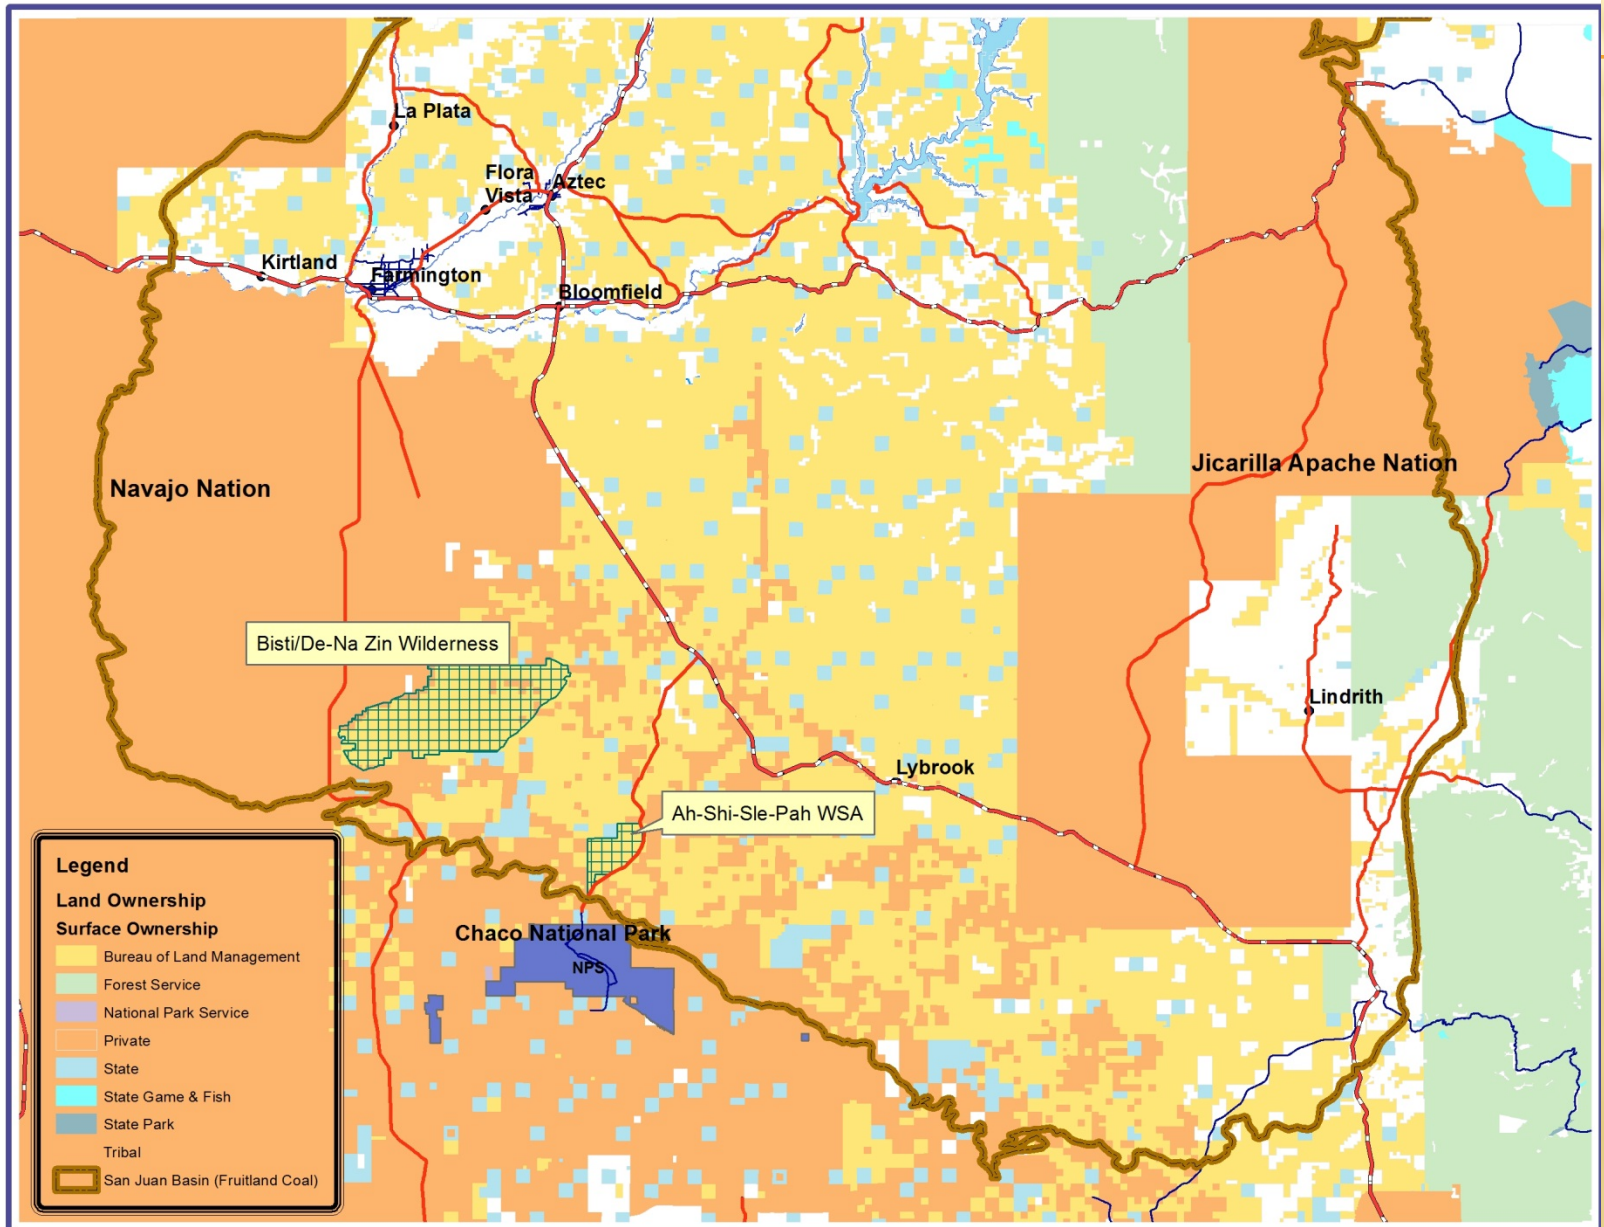 La Plata
Flora
Vista
Aztec
Kirtland
Farmington
Bloomfield
Navajo Nation
Jicarilla Apache Nation
Bisti/De-Na Zin Wilderness
Lindrith
Lybrook
Ah-Shi-Sle-Pah WSA
Chaco National Park
NPS
Legend
Land Ownership
Surface Ownership
Bureau of Land Management
Forest Service
National Park Service
Private
State
State Game & Fish
State Park
Tribal
San Juan Basin (Fruitland Coal)